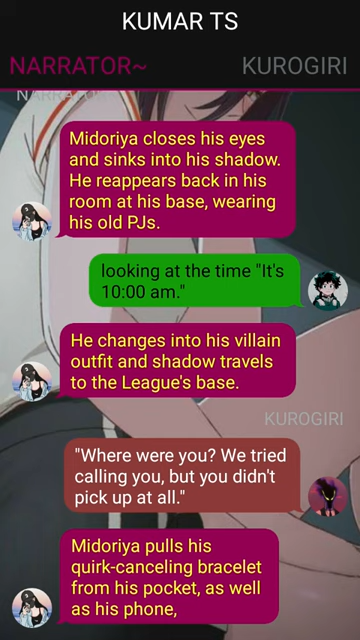 KUMAR TS
NARRATOR~
KUROGIRI
NARRATOR
Midoriya closes his eyes
and sinks into his shadow.
He reappears back in his
room at his base, wearing
his old PJs.
looking at the time "It's
10:00 am."
He changes into his villain
outfit and shadow travels
to the League's base.
KUROGIRI
"Where were you? We tried
calling you, but you didn't
pick up at all."
Midoriya pulls his
quirk-canceling bracelet
from his pocket, as well
as his phone,